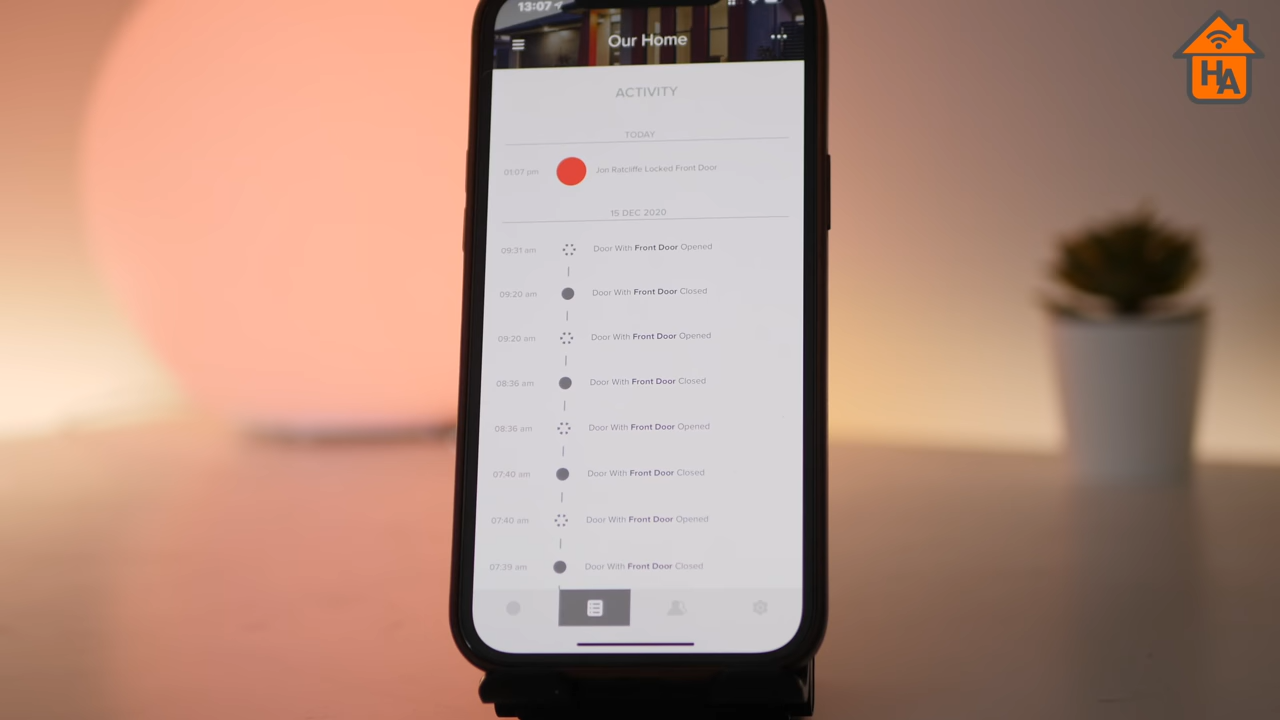 13:07
Our Home
ACTIVITY
TODAY
01:07 pm Jon Ratcliffe Locked Front Door
15 DEC 2020
09:31 am Door With Front Door Opened
09:20 am Door With Front Door Closed
09:20 am Door With Front Door Opened
08:36 am Door With Front Door Closed
08:36 am Door With Front Door Opened
07:40 am Door With Front Door Closed
07:40 am Door With Front Door Opened
07:39 am Door With Front Door Closed
HA